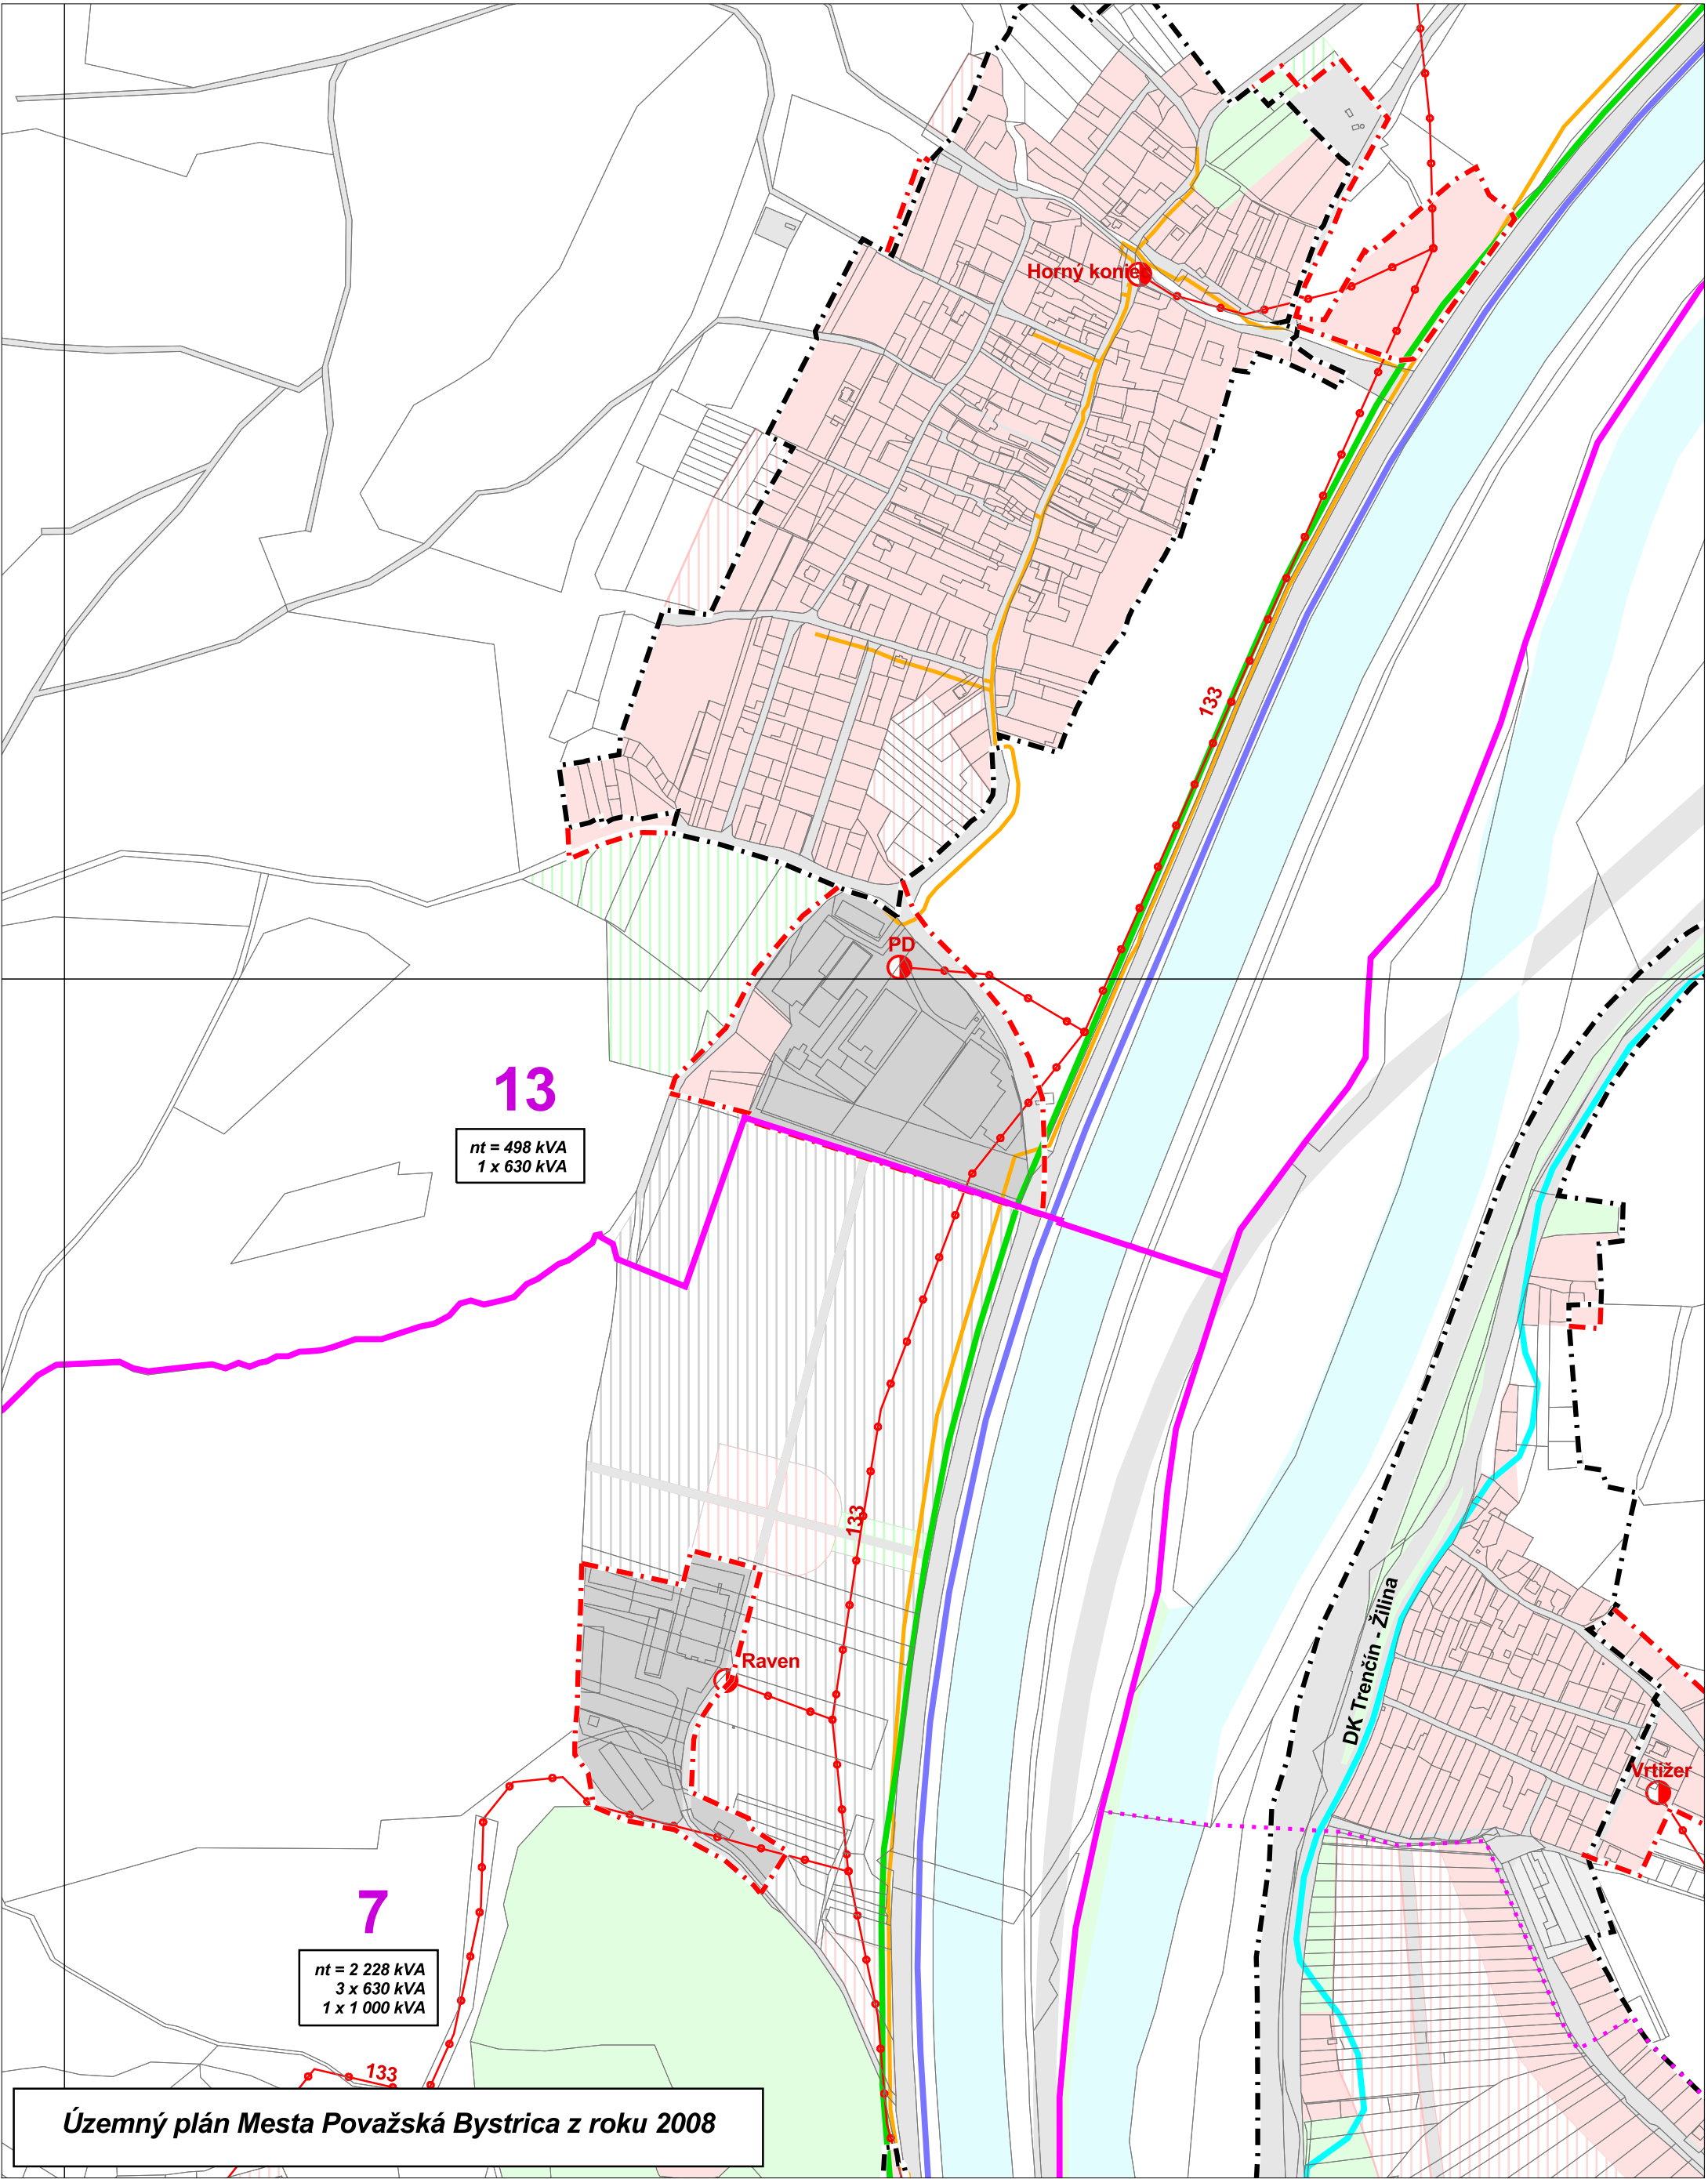 Horný koniec
133
PD
13
nt = 498 kVA
1 x 630 kVA
133
DK Trenčín - Žilina
Raven
Vrtižer
7
nt = 2 228 kVA
3 x 630 kVA
1 x 1 000 kVA
133
Územný plán Mesta Považská Bystrica z roku 2008